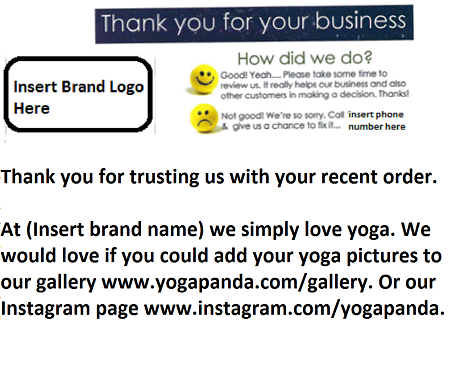 Thank you for your business
How did we do?
Good! Yeah.... Please take some time to
review us. It really helps our business and also
other customers in making a decision. Thanks!
Insert Brand Logo
Here
Not good! We're so sorry. Call insert phone
& give us a chance to fix it... number here
Thank you for trusting us with your recent order.
At (Insert brand name) we simply love yoga. We
would love if you could add your yoga pictures to
our gallery www.yogapanda.com/gallery. Or our
Instagram page www.instagram.com/yogapanda.